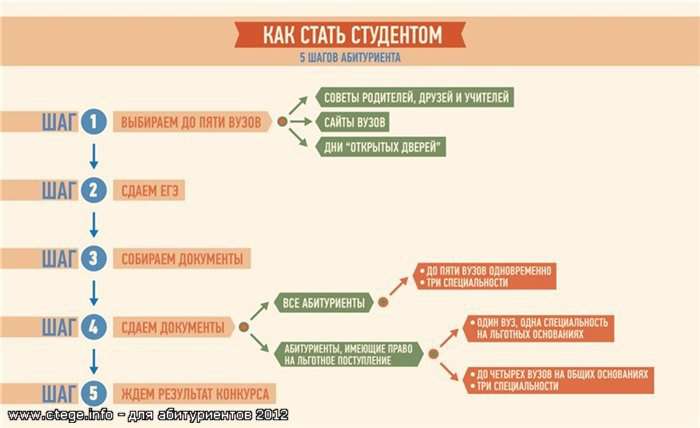 КАК СТАТЬ СТУДЕНТОМ
5 ШАГОВ АБИТУРИЕНТА
ШАГ 1 ВЫБИРАЕМ ДО ПЯТИ ВУЗОВ
СОВЕТЫ РОДИТЕЛЕЙ, ДРУЗЕЙ И УЧИТЕЛЕЙ
САЙТЫ ВУЗОВ
ДНИ “ОТКРЫТЫХ ДВЕРЕЙ”
ШАГ 2 СДАЕМ ЕГЭ
ШАГ 3 СОБИРАЕМ ДОКУМЕНТЫ
ШАГ 4 СДАЕМ ДОКУМЕНТЫ
ВСЕ АБИТУРИЕНТЫ
• ДО ПЯТИ ВУЗОВ ОДНОВРЕМЕННО
• ТРИ СПЕЦИАЛЬНОСТИ
АБИТУРИЕНТЫ, ИМЕЮЩИЕ ПРАВО
НА ЛЬГОТНОЕ ПОСТУПЛЕНИЕ
• ОДИН ВУЗ, ОДНА СПЕЦИАЛЬНОСТЬ
НА ЛЬГОТНЫХ ОСНОВАНИЯХ
• ДО ЧЕТЫРЕХ ВУЗОВ НА ОБЩИХ ОСНОВАНИЯХ
• ТРИ СПЕЦИАЛЬНОСТИ
ШАГ 5 ЖДЕМ РЕЗУЛЬТАТ КОНКУРСА
www.ctege.info - для абитуриентов 2012